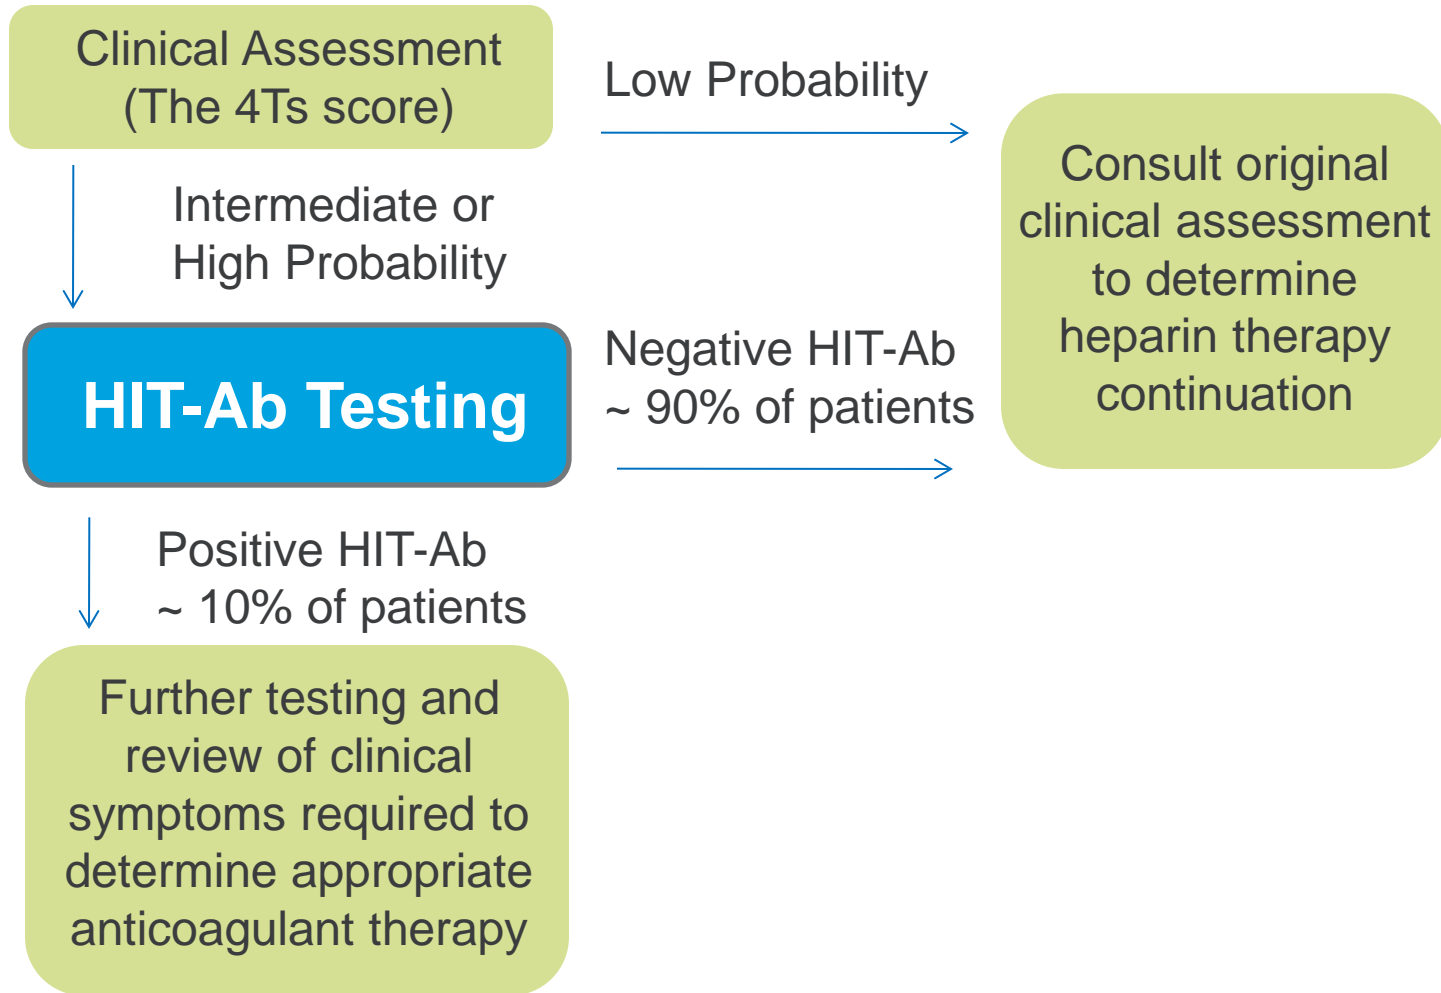 Clinical Assessment
(The 4Ts score)
Low Probability
Consult original
clinical assessment
to determine
heparin therapy
continuation
Intermediate or
High Probability
HIT-Ab Testing
Negative HIT-Ab
~ 90% of patients
Positive HIT-Ab
~ 10% of patients
Further testing and
review of clinical
symptoms required to
determine appropriate
anticoagulant therapy